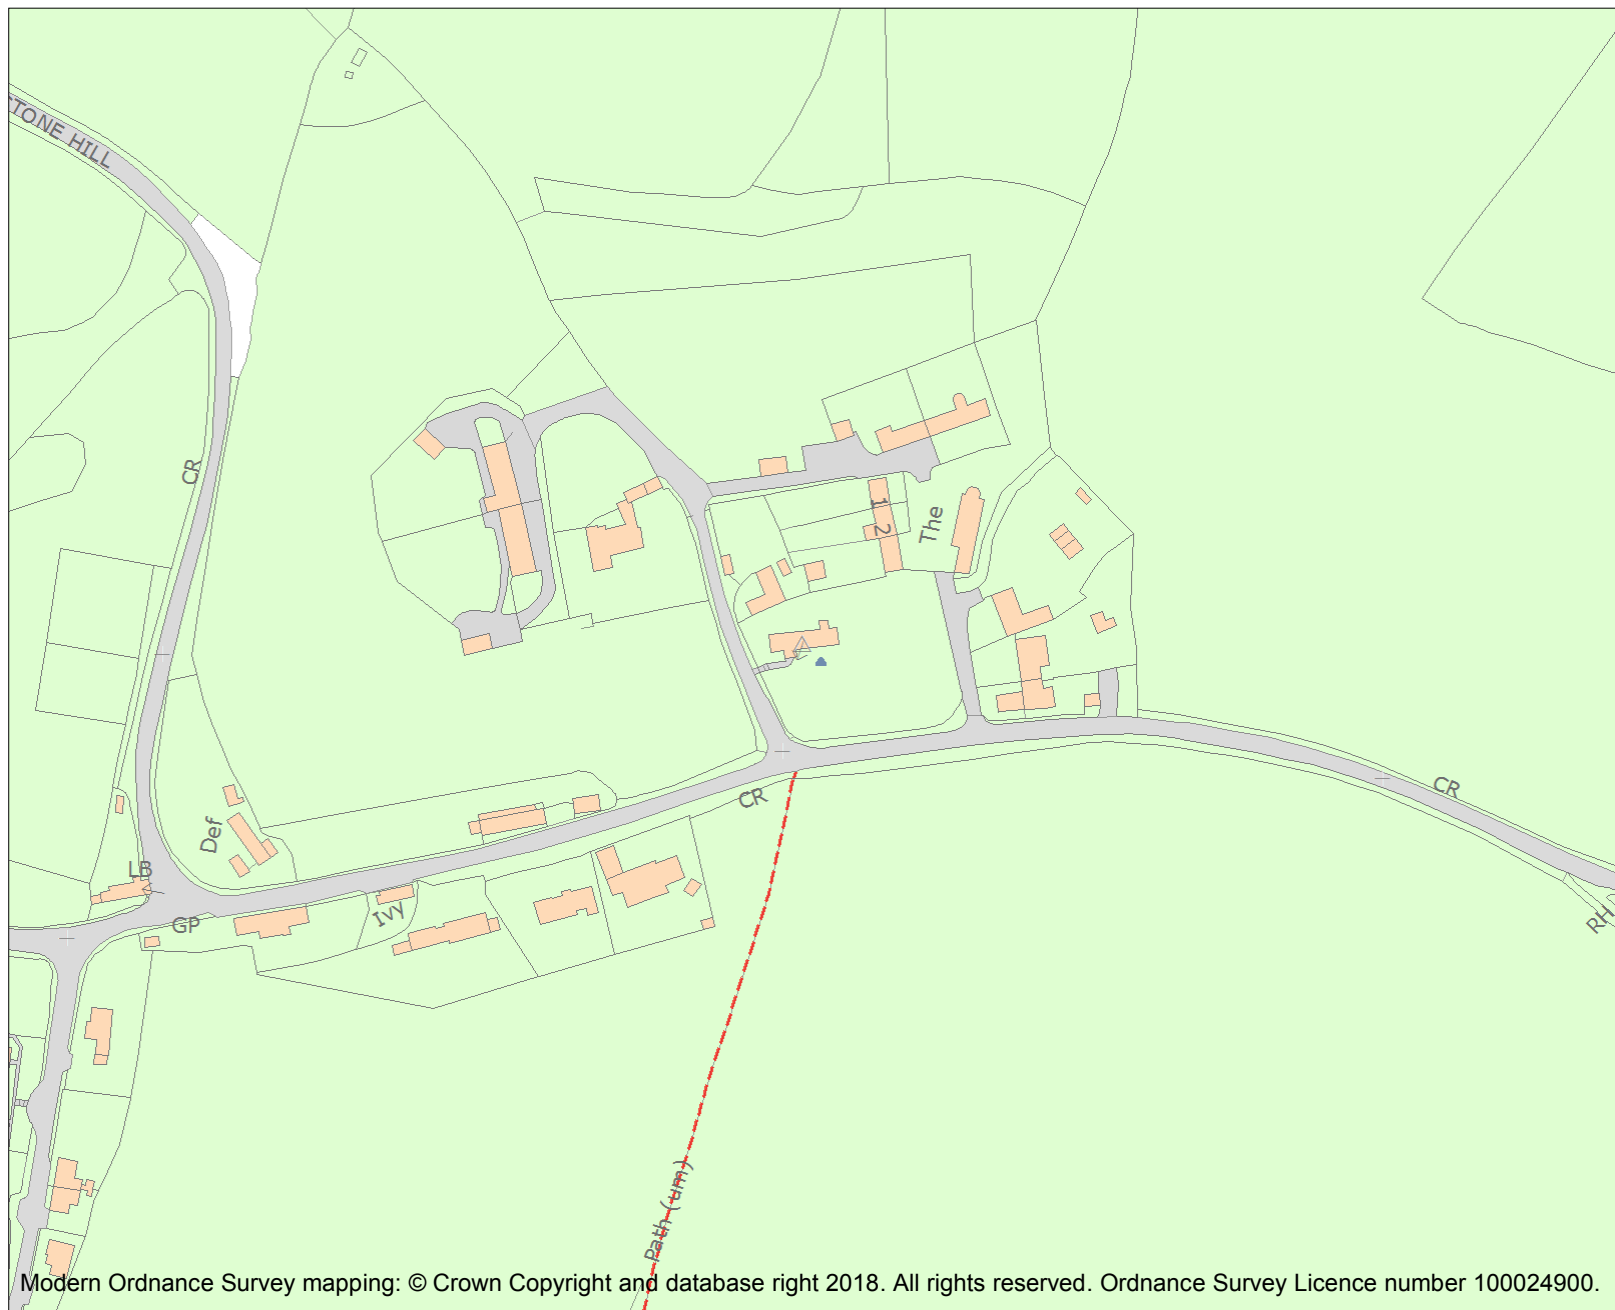 TONE HILL
CR
1
2
The
CR
CR
Def
LB
GP
Ivy
RH
Path (um)
Modern Ordnance Survey mapping: © Crown Copyright and database right 2018. All rights reserved. Ordnance Survey Licence number 100024900.